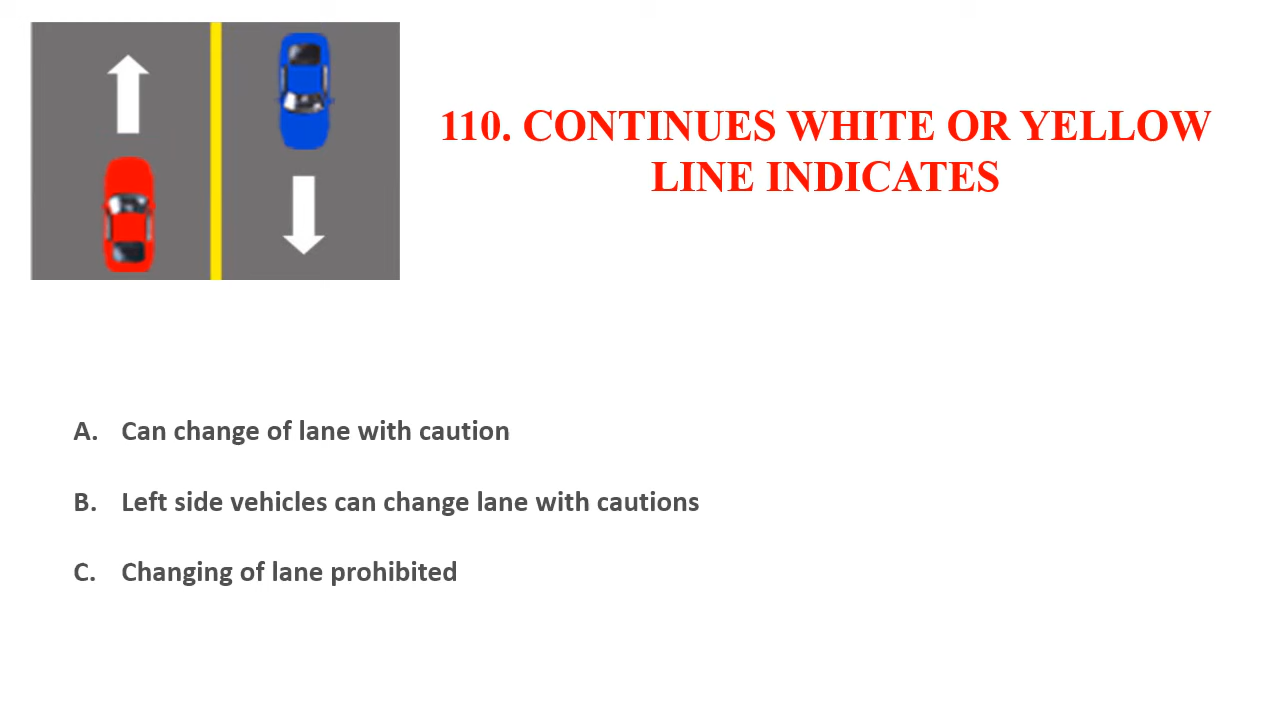 110. CONTINUES WHITE OR YELLOW
LINE INDICATES
A. Can change of lane with caution
B. Left side vehicles can change lane with cautions
C. Changing of lane prohibited